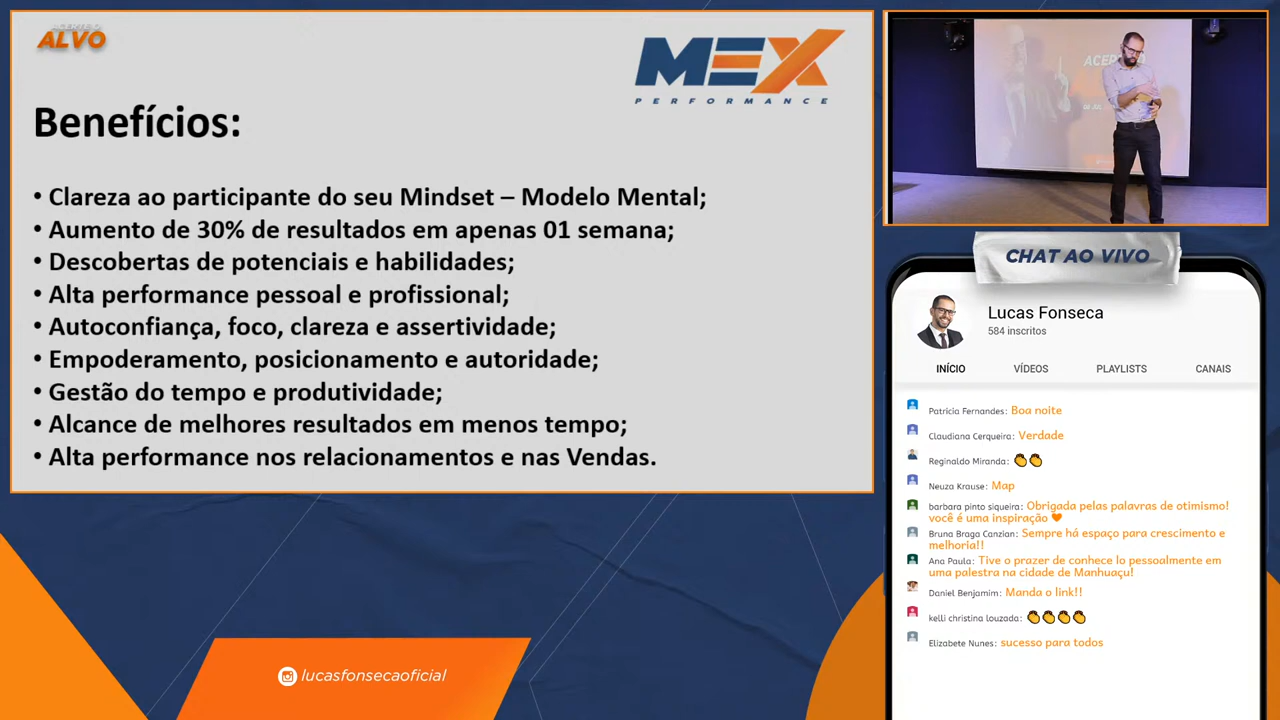 ACERTE O
ALVO
MEX
PERFORMANCE
Benefícios:
• Clareza ao participante do seu Mindset – Modelo Mental;
• Aumento de 30% de resultados em apenas 01 semana;
• Descobertas de potenciais e habilidades;
• Alta performance pessoal e profissional;
• Autoconfiança, foco, clareza e assertividade;
• Empoderamento, posicionamento e autoridade;
• Gestão do tempo e produtividade;
• Alcance de melhores resultados em menos tempo;
• Alta performance nos relacionamentos e nas Vendas.
lucasfonsecaoficial
CHAT AO VIVO
Lucas Fonseca
584 inscritos
INÍCIO VÍDEOS PLAYLISTS CANAIS
Patricia Fernandes: Boa noite
Claudiana Cerqueira: Verdade
Reginaldo Miranda: 👏👏
Neuza Krause: Map
barbara pinto siqueira: Obrigada pelas palavras de otimismo!
você é uma inspiração 🧡
Bruna Braga Canzian: Sempre há espaço para crescimento e
melhoria!!
Ana Paula: Tive o prazer de conhece lo pessoalmente em
uma palestra na cidade de Manhuaçu!
Daniel Benjamim: Manda o link!!
kelli christina louzada: 👏👏👏👏
Elizabete Nunes: sucesso para todos